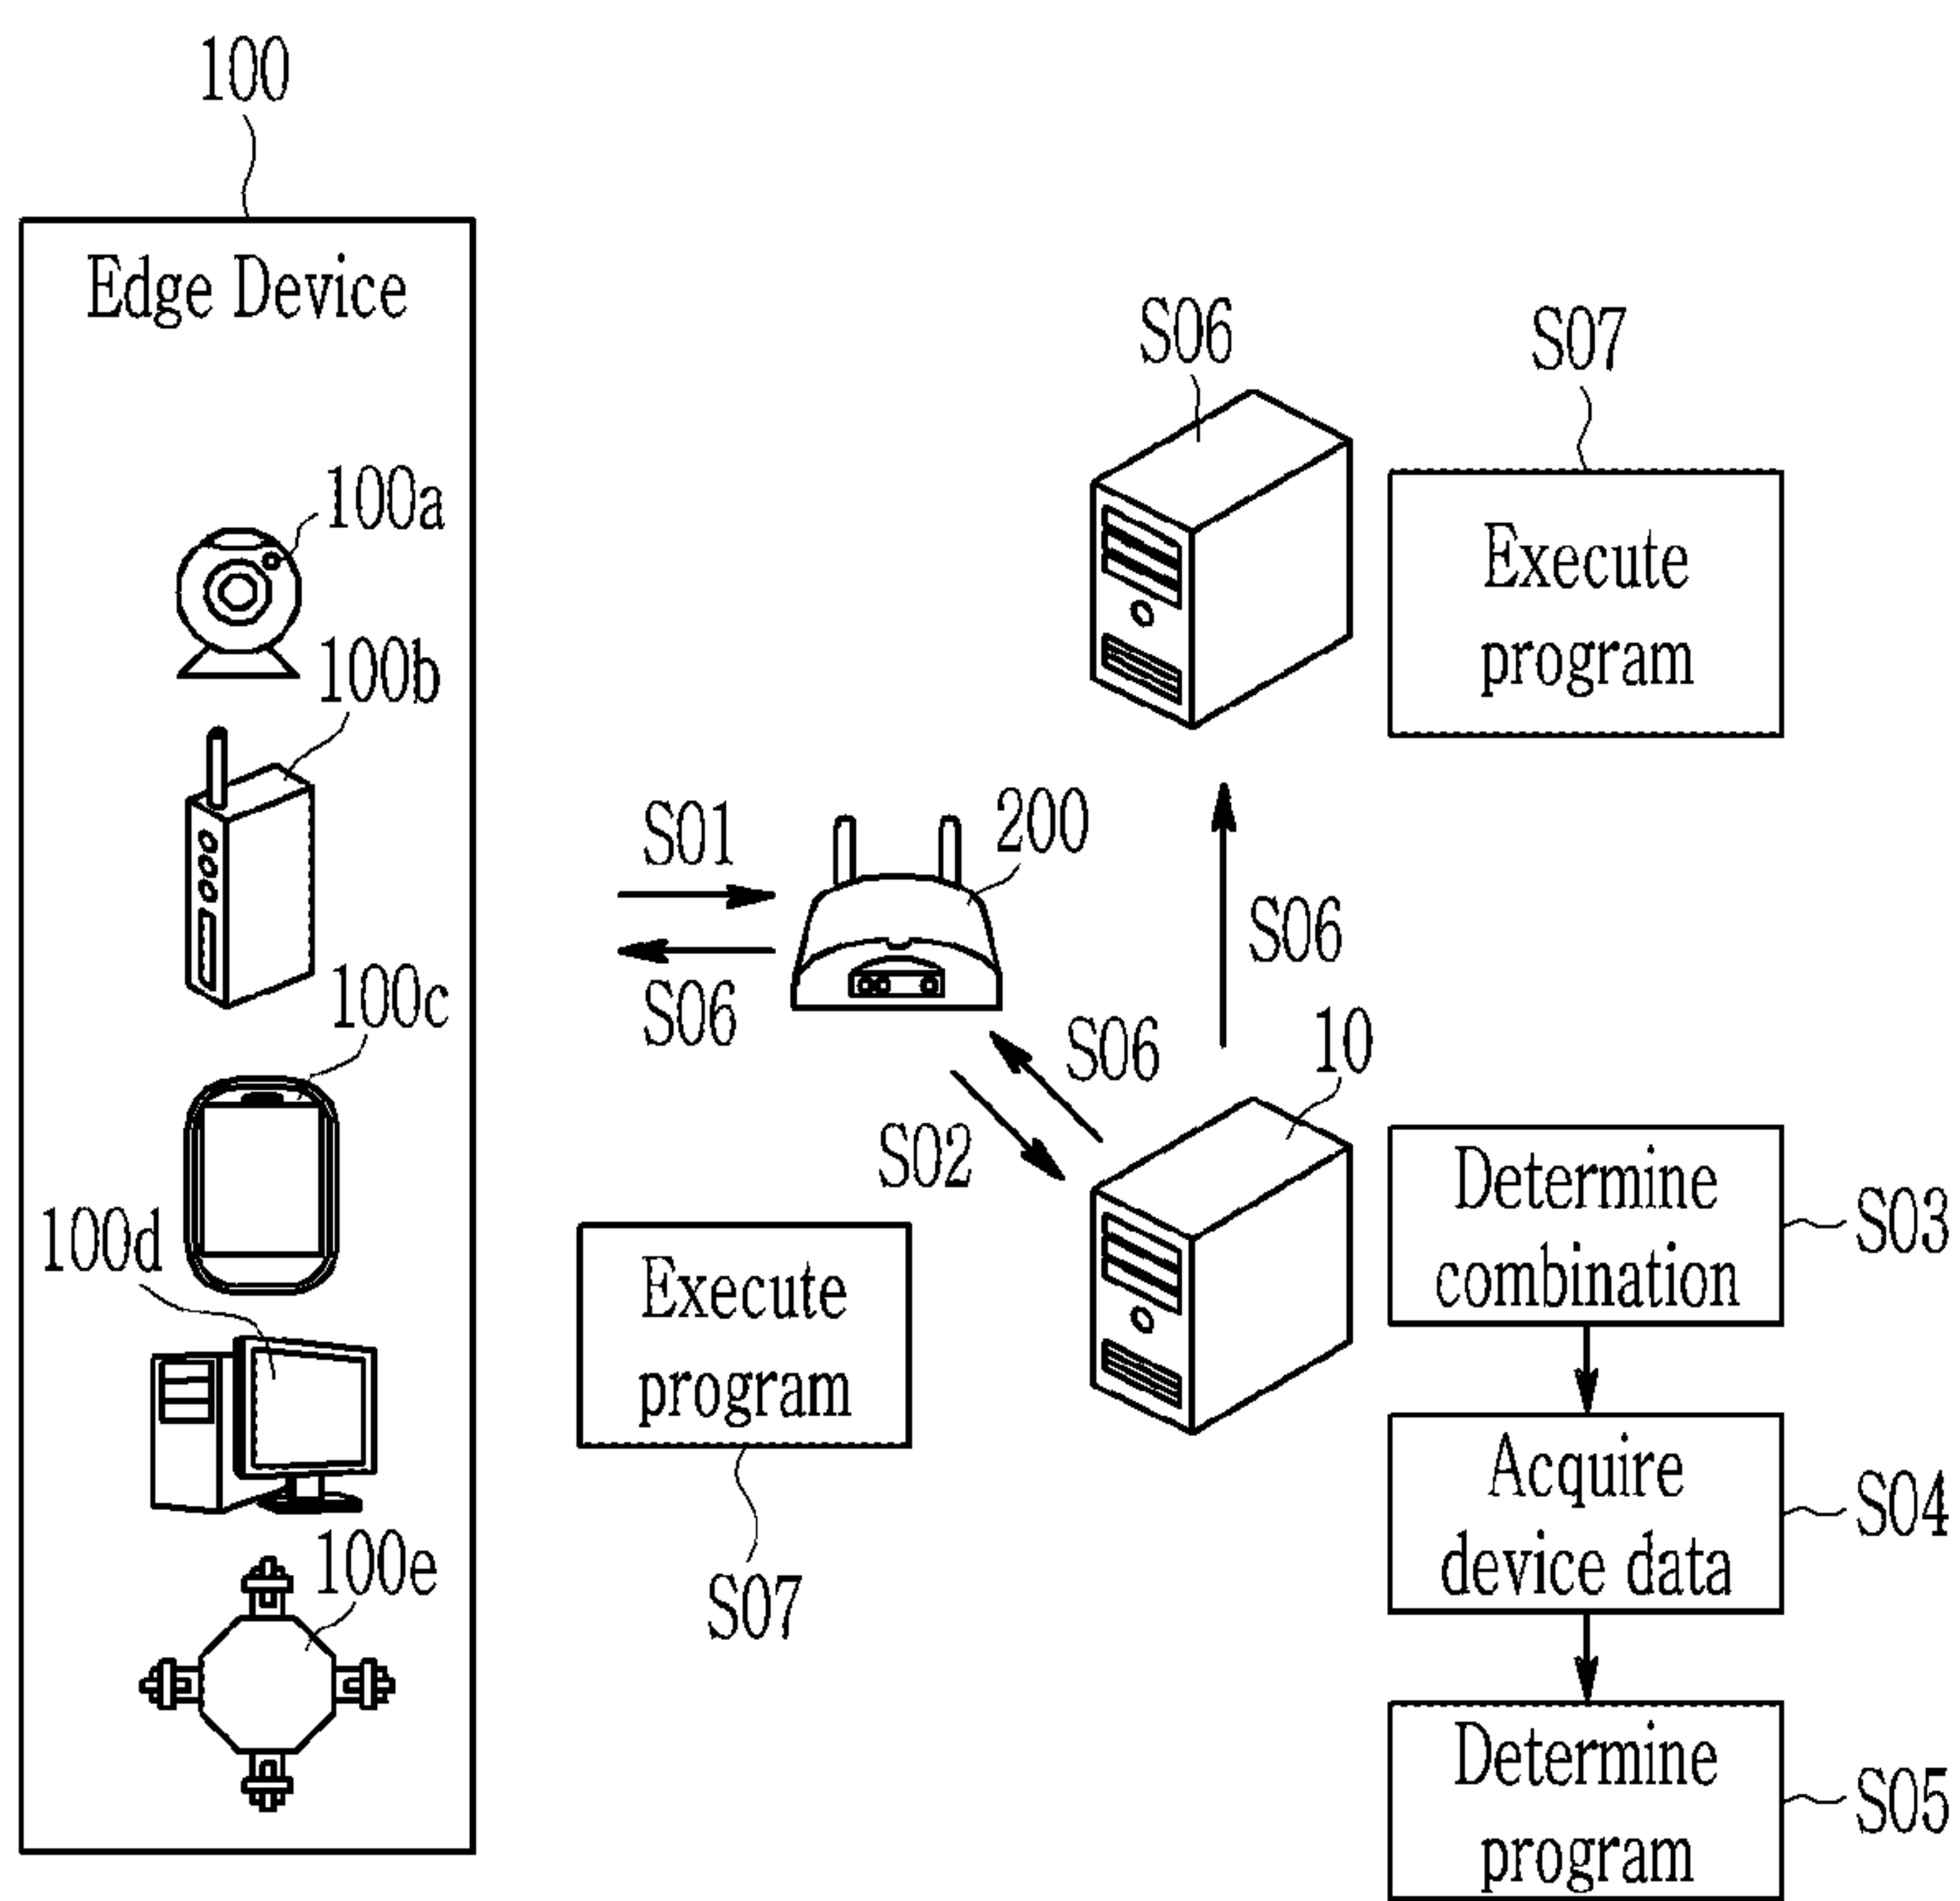 100
Edge Device
100a
100b
100c
100d
100e
S01
S06
200
S06
S02
S06
S07
Execute
program
S06
10
Execute
program
S07
Determine
combination
S03
Acquire
device data
S04
Determine
program
S05